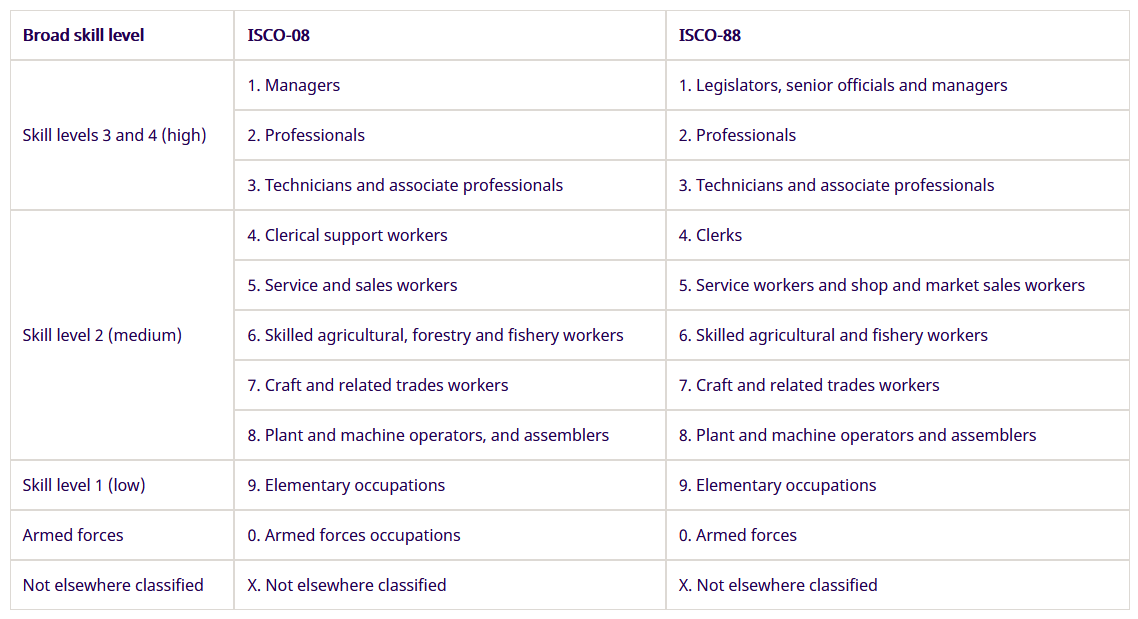 Broad skill level ISCO-08 ISCO-88
1. Managers 1. Legislators, senior officials and managers
Skill levels 3 and 4 (high) 2. Professionals 2. Professionals
3. Technicians and associate professionals 3. Technicians and associate professionals
4. Clerical support workers 4. Clerks
5. Service and sales workers 5. Service workers and shop and market sales workers
Skill level 2 (medium) 6. Skilled agricultural, forestry and fishery workers 6. Skilled agricultural and fishery workers
7. Craft and related trades workers 7. Craft and related trades workers
8. Plant and machine operators, and assemblers 8. Plant and machine operators and assemblers
Skill level 1 (low) 9. Elementary occupations 9. Elementary occupations
Armed forces 0. Armed forces occupations 0. Armed forces
Not elsewhere classified X. Not elsewhere classified X. Not elsewhere classified